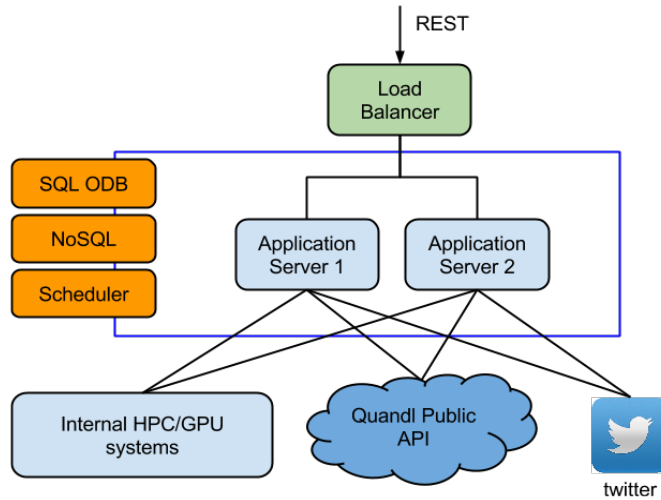 REST
Load
Balancer
SQL ODB
NoSQL
Scheduler
Application
Server 1
Application
Server 2
Internal HPC/GPU
systems
Quandl Public
API
twitter